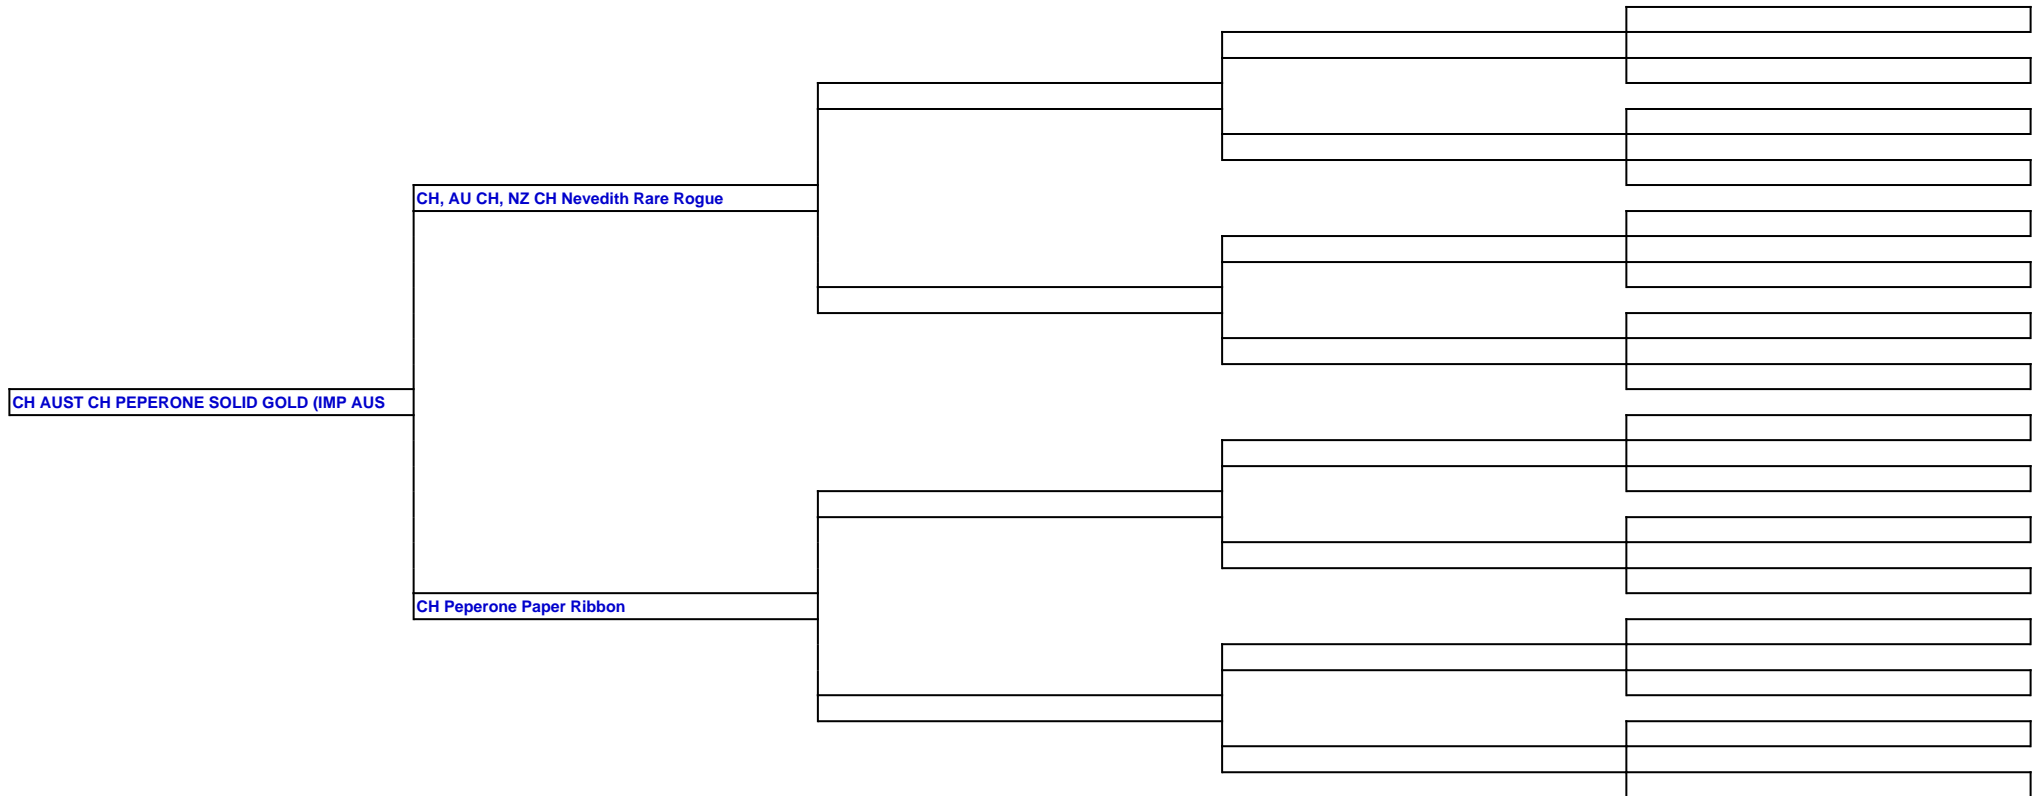 CH, AU CH, NZ CH Nevedith Rare Rogue
CH AUST CH PEPERONE SOLID GOLD (IMP AUS
CH Peperone Paper Ribbon